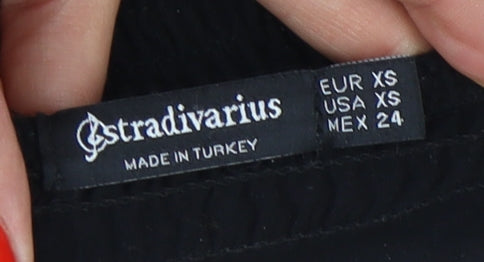 stradivarius
MADE IN TURKEY
EUR XS
USA XS
MEX 24